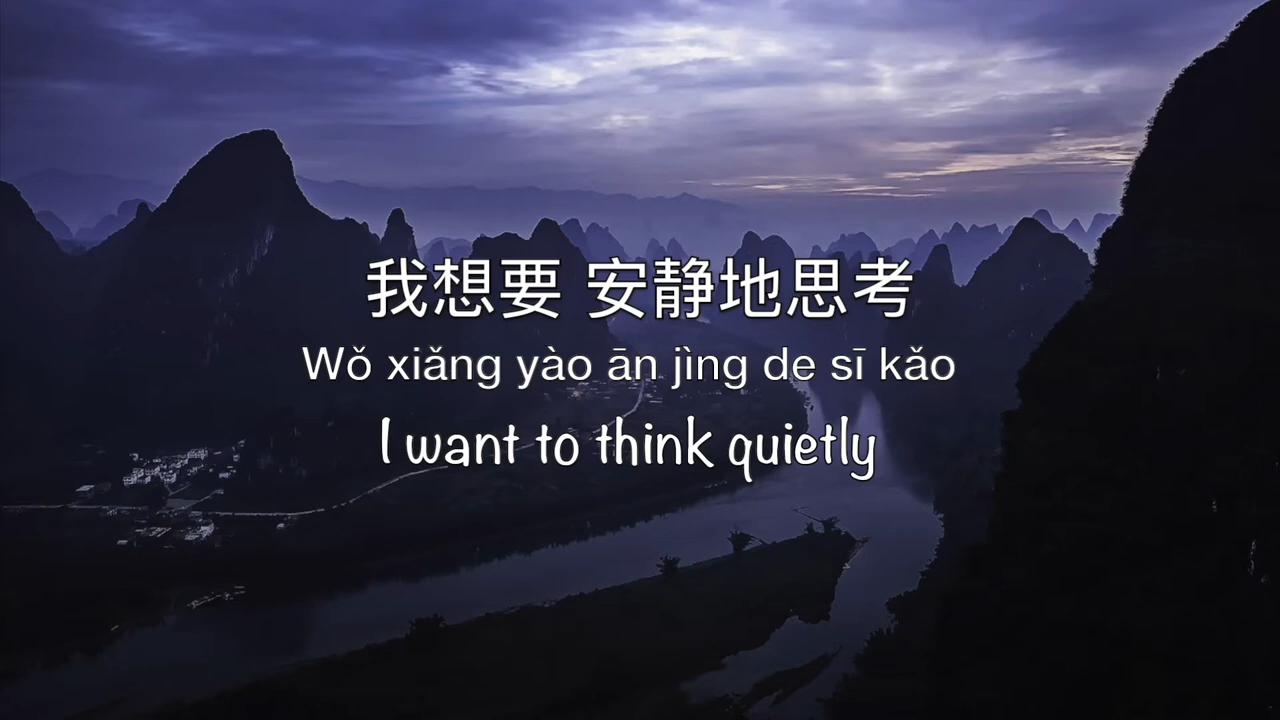 我想要 安静地思考
Wǒ xiǎng yào ān jìng de sī kǎo
I want to think quietly